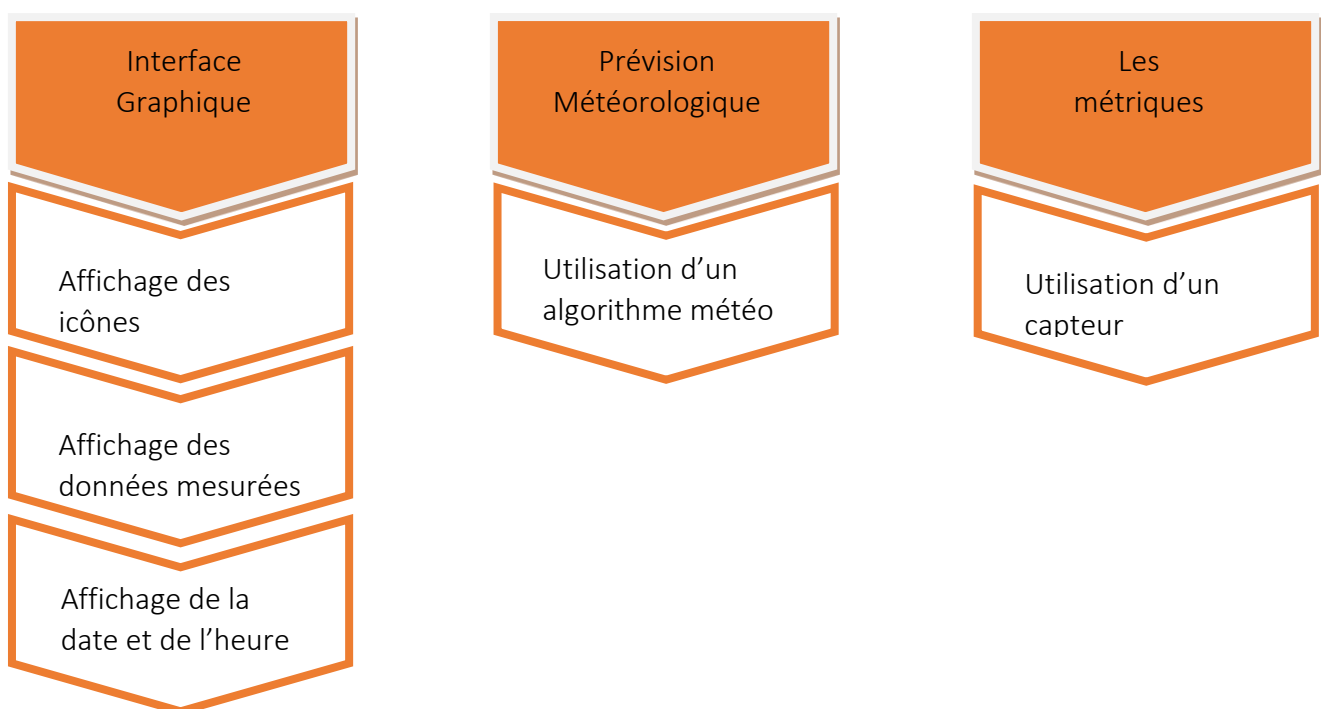 Interface
Graphique
Affichage des
icônes
Affichage des
données mesurées
Affichage de la
date et de l’heure
Prévision
Météorologique
Utilisation d’un
algorithme météo
Les
métriques
Utilisation d’un
capteur